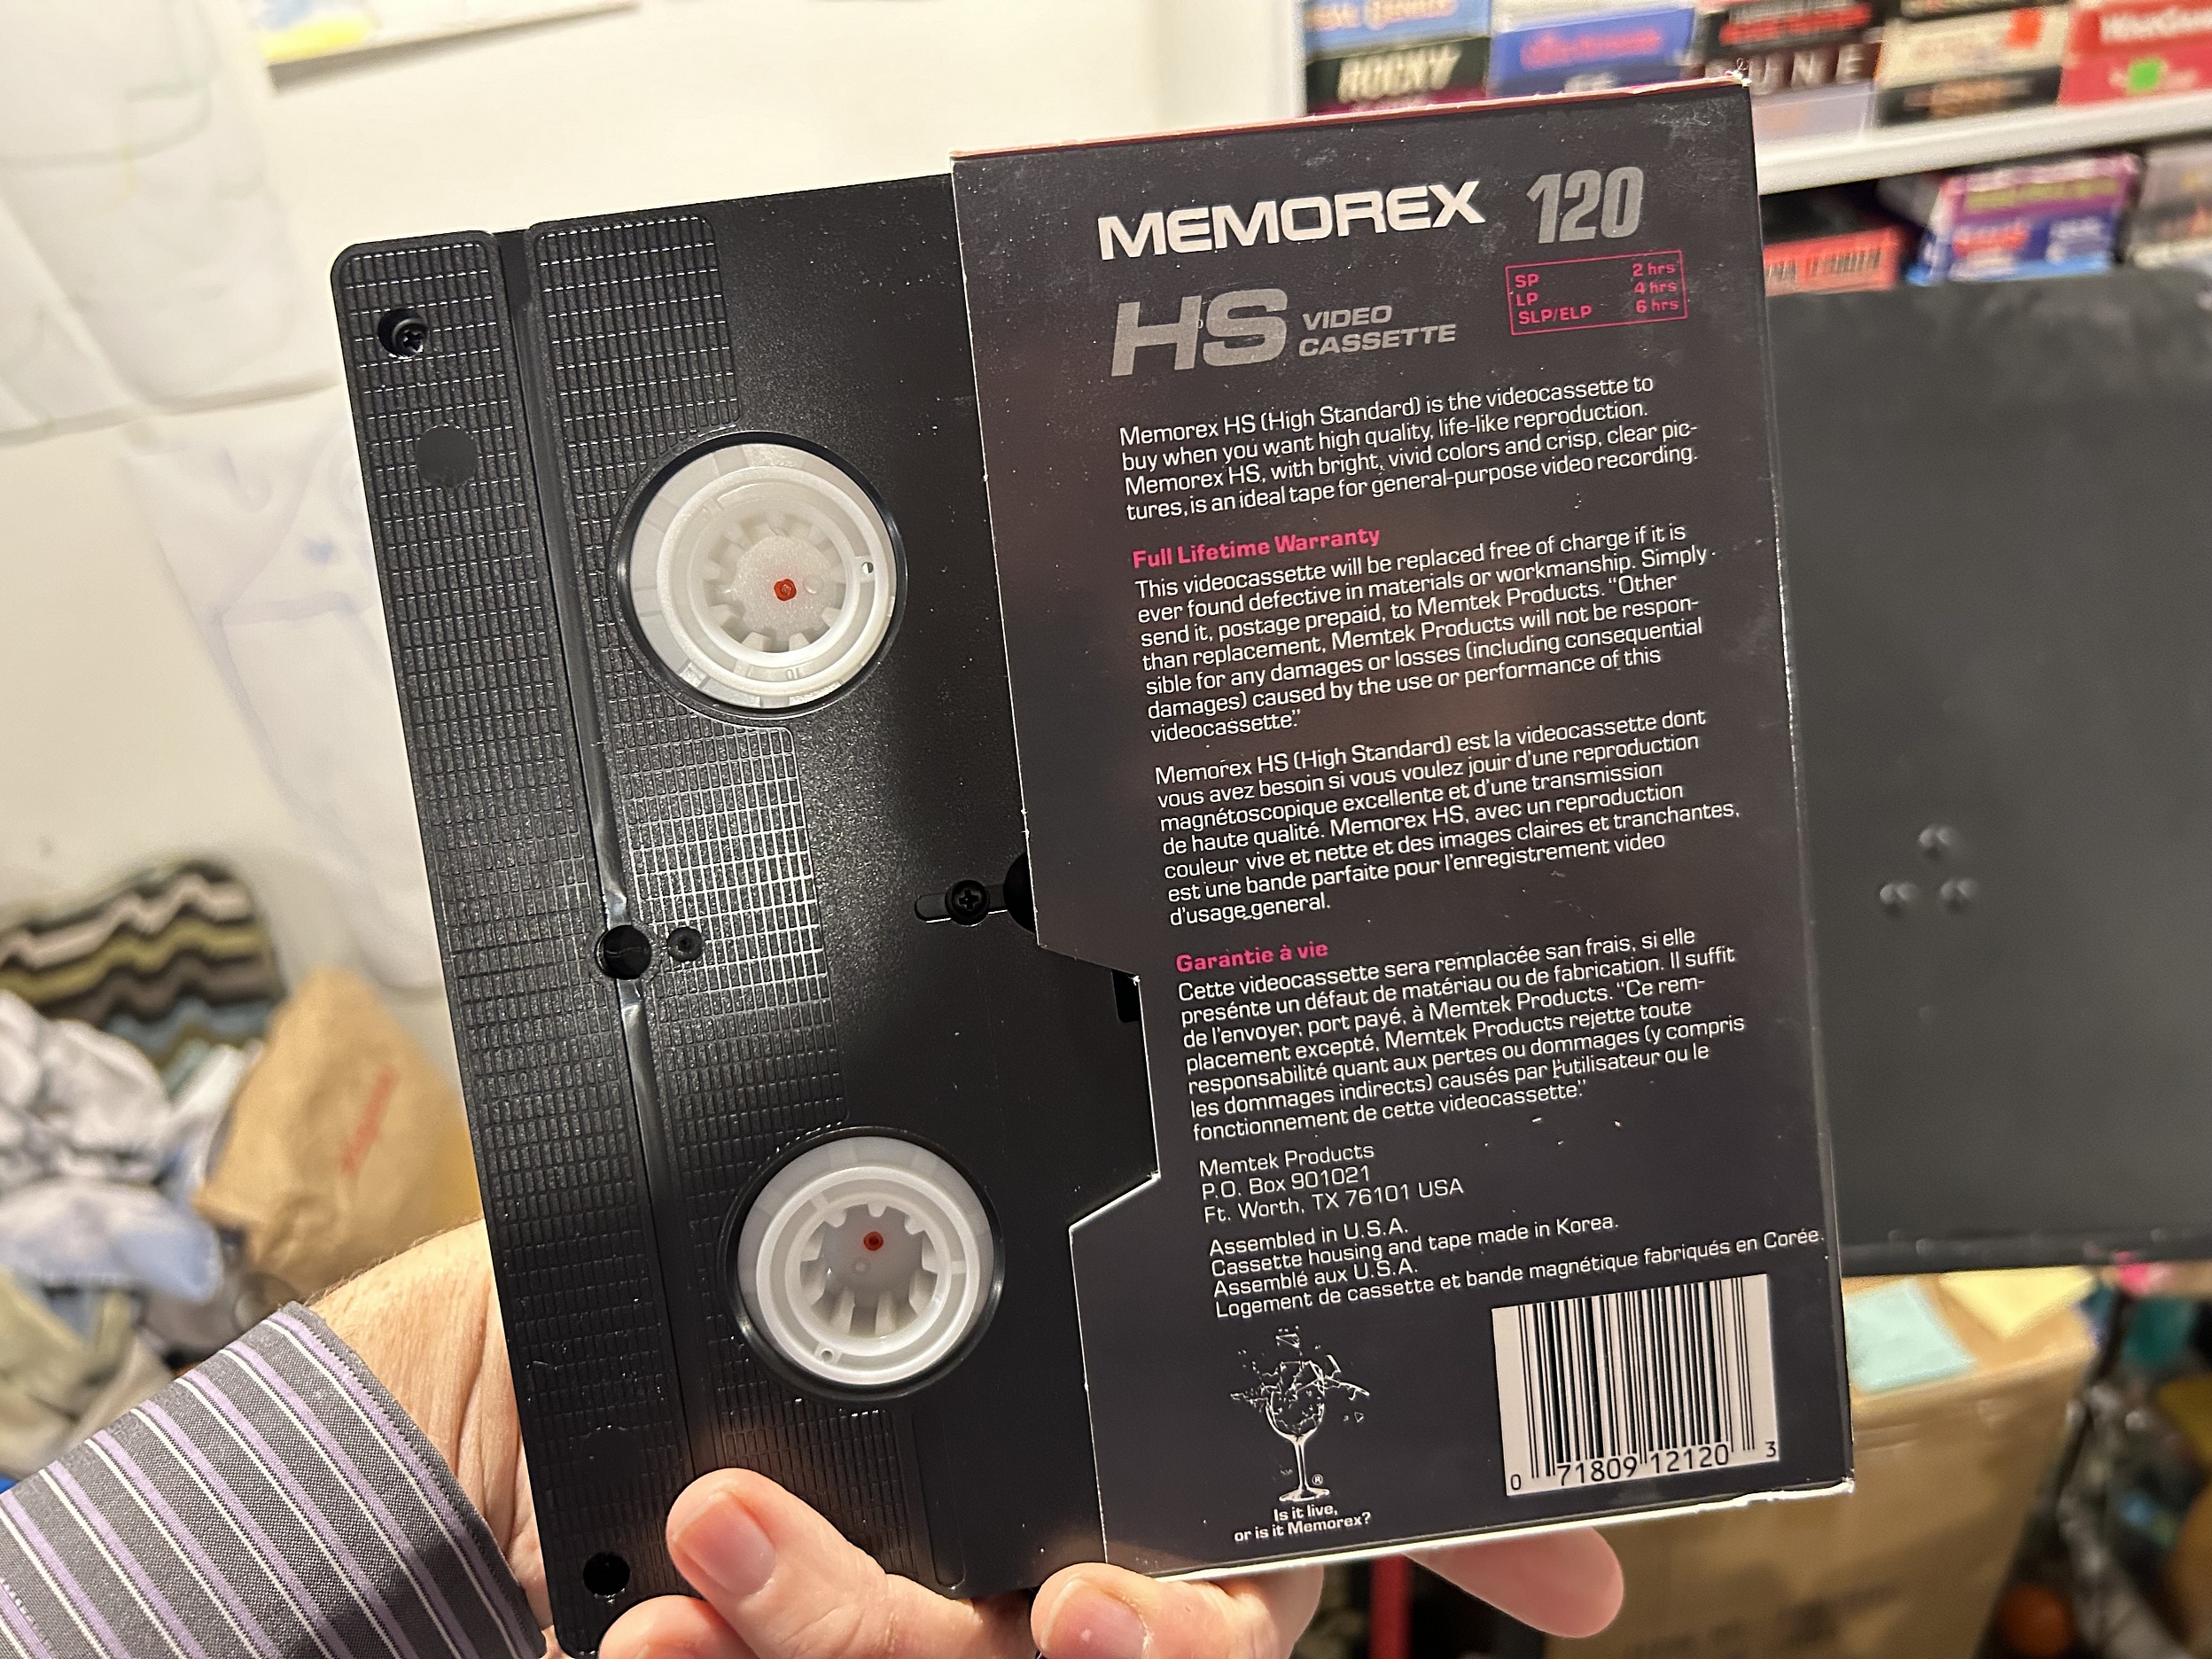 ROCKY
UNE
MEMOREX 120
SP 2 hrs
LP 4 hrs
SLP/ELP 6 hrs
HS VIDEO
CASSETTE
Memorex HS (High Standard) is the videocassette to
buy when you want high quality, life-like reproduction.
Memorex HS, with bright, vivid colors and crisp, clear pic-
tures, is an ideal tape for general-purpose video recording.
Full Lifetime Warranty
This videocassette will be replaced free of charge if it is
ever found defective in materials or workmanship. Simply
send it, postage prepaid, to Memtek Products. “Other
than replacement, Memtek Products will not be respon-
sible for any damages or losses (including consequential
damages) caused by the use or performance of this
videocassette.”
Memorex HS (High Standard) est la videocassette dont
vous avez besoin si vous voulez jouir d'une reproduction
magnétoscopique excellente et d'une transmission
de haute qualité. Memorex HS, avec un reproduction
couleur vive et nette et des images claires et tranchantes,
est une bande parfaite pour l'enregistrement video
d'usage general.
Garantie à vie
Cette videocassette sera remplacée san frais, si elle
presénte un défaut de matériau ou de fabrication. Il suffit
de l'envoyer, port payé, à Memtek Products. “Ce rem-
placement excepté, Memtek Products rejette toute
responsabilité quant aux pertes ou dommages (y compris
les dommages indirects) causés par l'utilisateur ou le
fonctionnement de cette videocassette.”
Memtek Products
P.O. Box 901021
Ft. Worth, TX 76101 USA
Assembled in U.S.A.
Cassette housing and tape made in Korea.
Assemblé aux U.S.A.
Logement de cassette et bande magnétique fabriqués en Corée.
®
Is it live,
or is it Memorex?
0 71809 12120 3